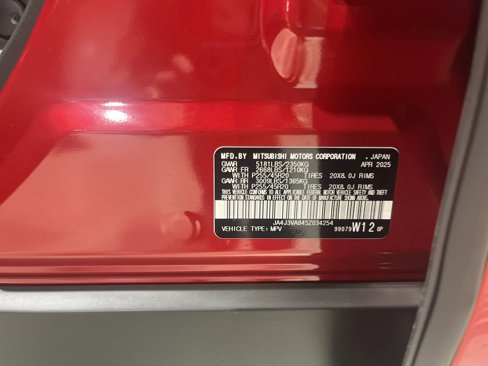 MFD.BY MITSUBISHI MOTORS CORPORATION , JAPAN
GVWR 5181LBS/2350KG APR 2025
GAWR FR 2668LBS/1210KG
WITH P255/45R20 TIRES 20X8.0J RIMS
GAWR RR 3009LBS/1365KG
WITH P255/45R20 TIRES 20X8.0J RIMS
THIS VEHICLE CONFORMS TO ALL APPLICABLE FEDERAL MOTOR VEHICLE SAFETY AND THEFT
PREVENTION STANDARDS IN EFFECT ON THE DATE OF MANUFACTURE SHOWN ABOVE.
JA4J3VA84SZ034254
VEHICLE TYPE: MPV 99079 W12 UP